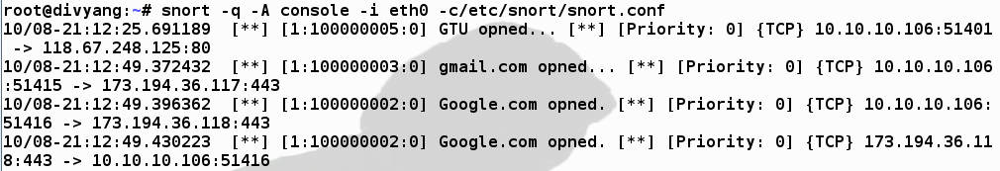 root@divyang:~# snort -q -A console -i eth0 -c/etc/snort/snort.conf
10/08-21:12:25.691189  [**] [1:100000005:0] GTU opned... [**] [Priority: 0] {TCP} 10.10.10.106:51401
 -> 118.67.248.125:80
10/08-21:12:49.372432  [**] [1:100000003:0] gmail.com opned... [**] [Priority: 0] {TCP} 10.10.10.106
:51415 -> 173.194.36.117:443
10/08-21:12:49.396362  [**] [1:100000002:0] Google.com opned. [**] [Priority: 0] {TCP} 10.10.10.106:
51416 -> 173.194.36.118:443
10/08-21:12:49.430223  [**] [1:100000002:0] Google.com opned. [**] [Priority: 0] {TCP} 173.194.36.11
8:443 -> 10.10.10.106:51416